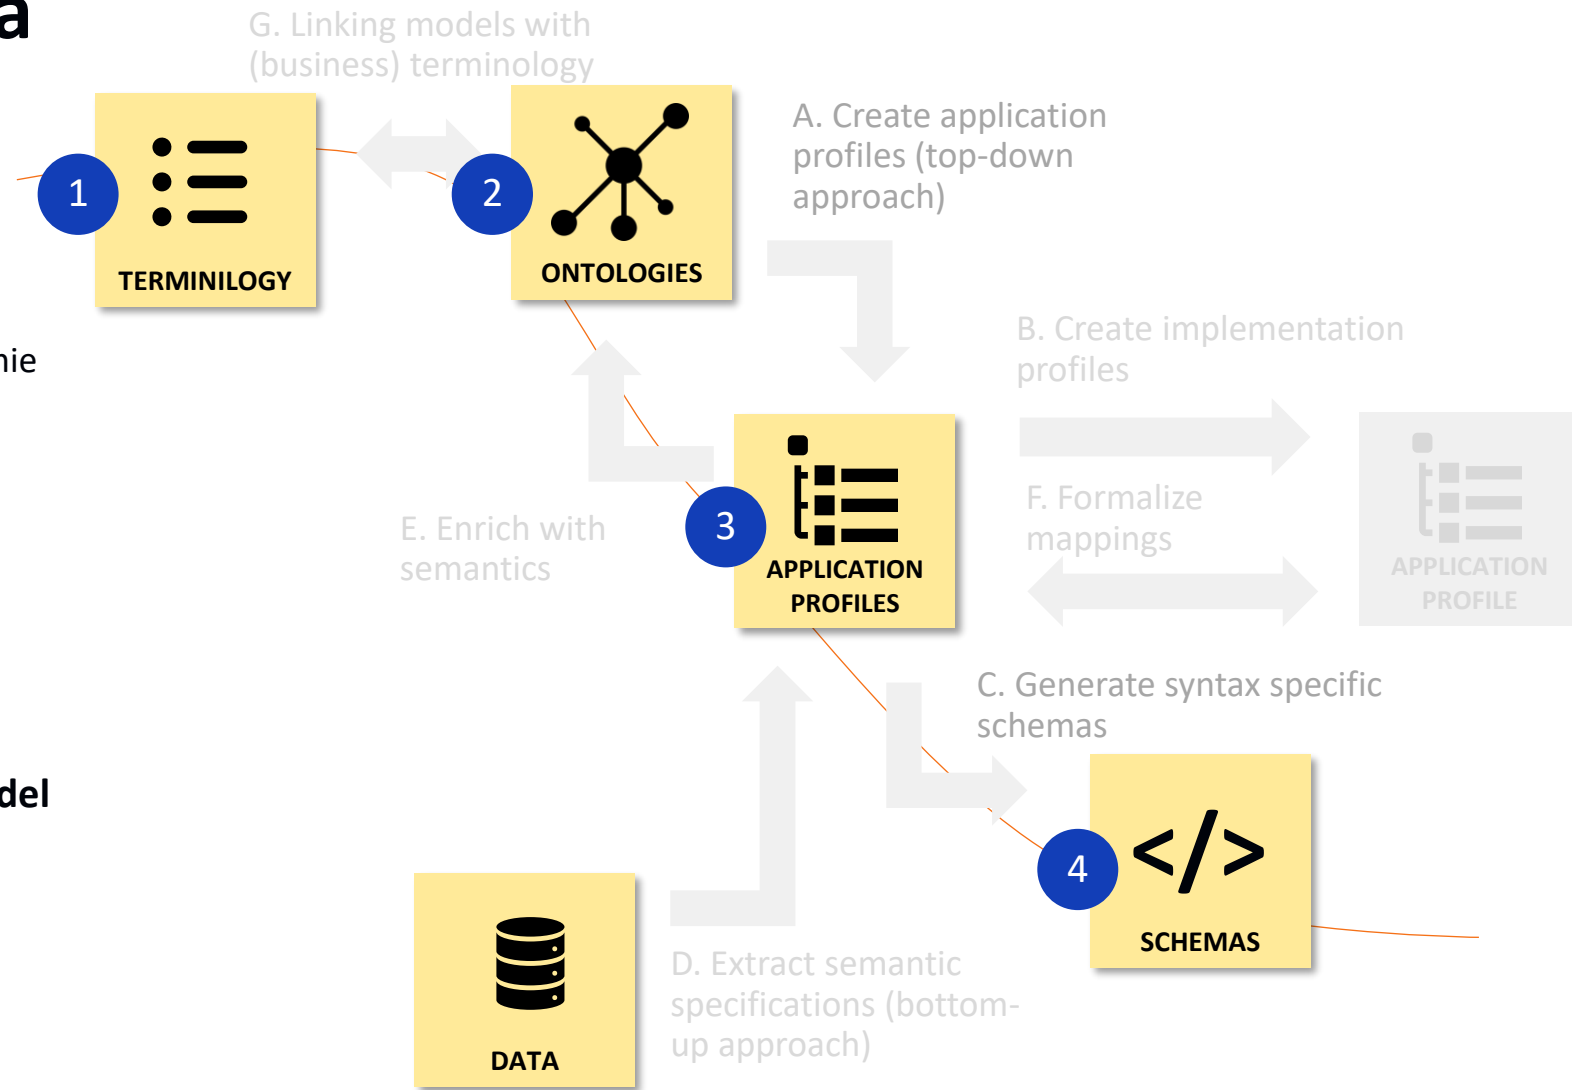 a
G. Linking models with
(business) terminology
A. Create application
profiles (top-down
approach)
1
TERMINILOGY
2
ONTOLOGIES
nie
B. Create implementation
profiles
E. Enrich with
semantics
3
APPLICATION
PROFILES
F. Formalize
mappings
APPLICATION
PROFILE
C. Generate syntax specific
schemas
del
4
</>
SCHEMAS
DATA
D. Extract semantic
specifications (bottom-
up approach)